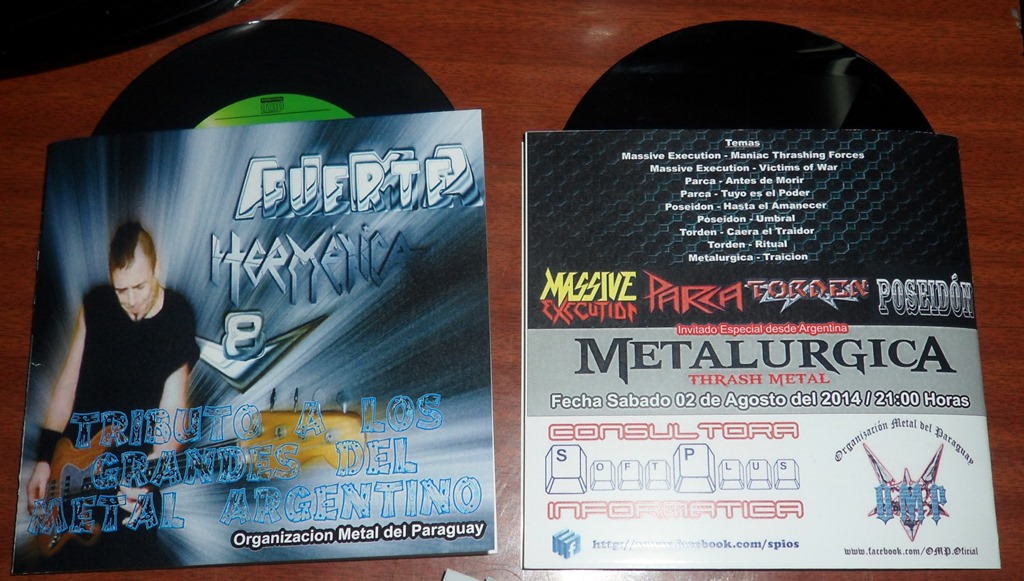 FUERTE
HERMÉTICA
8
TRIBUTO A LOS
GRANDES DEL
METAL ARGENTINO
Organizacion Metal del Paraguay
Temas
Massive Execution - Maniac Thrashing Forces
Massive Execution - Victims of War
Parca - Antes de Morir
Parca - Tuyo es el Poder
Poseidon - Hasta el Amanecer
Poseidon - Umbral
Torden - Caera el Traidor
Torden - Ritual
Metalurgica - Traicion
MASSIVE EXECUTION PARCA TORDEN POSEIDÓN
Invitado Especial desde Argentina
METALURGICA
THRASH METAL
Fecha Sabado 02 de Agosto del 2014 / 21:00 Horas
CONSULTORA
SOFT PLUS
INFORMATICA
Organización Metal del Paraguay
OMP
www.facebook.com/OMP.Oficial